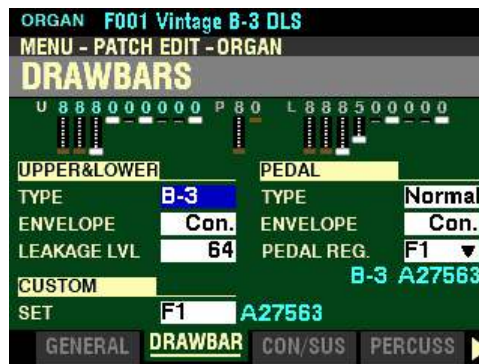 ORGAN F001 Vintage B-3 DLS
MENU - PATCH EDIT - ORGAN
DRAWBARS
U 888000000 P 80 L 888500000
UPPER&LOWER PEDAL
TYPE B-3 TYPE Normal
ENVELOPE Con. ENVELOPE Con.
LEAKAGE LVL 64 PEDAL REG. F1 ▼
B-3 A27563
CUSTOM
SET F1 A27563
GENERAL DRAWBAR CON/SUS PERCUSS